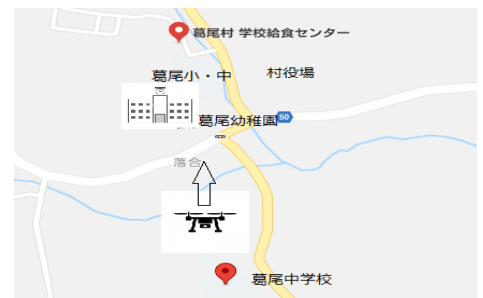 葛尾村 学校給食センター
葛尾小・中
村役場
葛尾幼稚園
50
落合
葛尾中学校